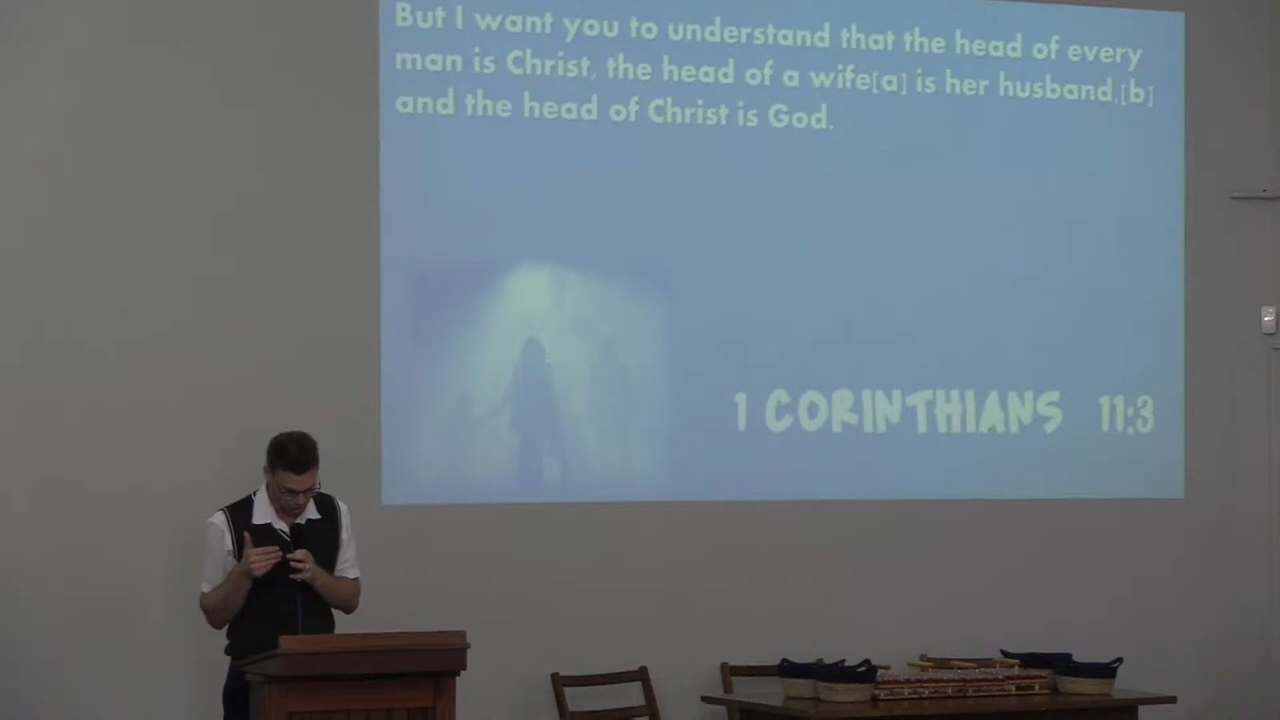 But I want you to understand that the head of every
man is Christ, the head of a wife[a] is her husband,[b]
and the head of Christ is God.
1 CORINTHIANS 11:3